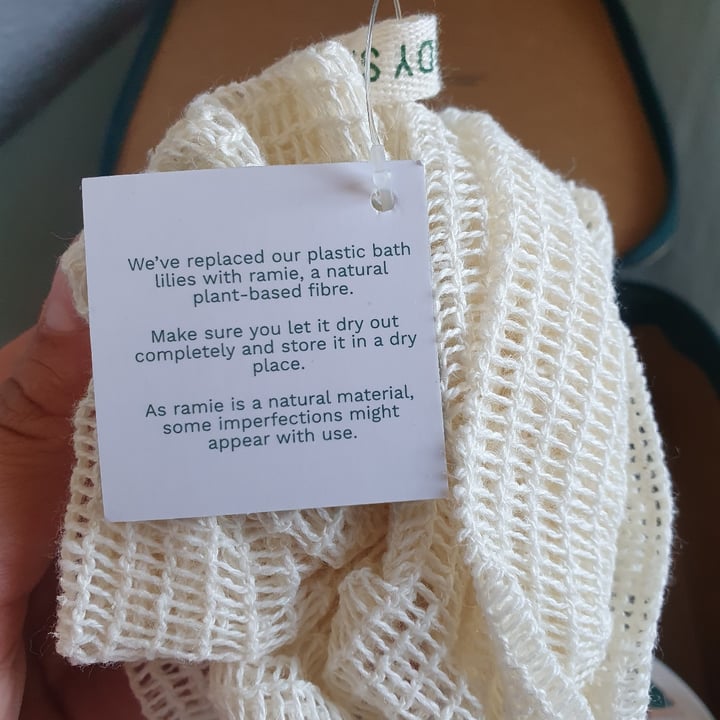 DY S
We've replaced our plastic bath
lilies with ramie, a natural
plant-based fibre.
Make sure you let it dry out
completely and store it in a dry
place.
As ramie is a natural material,
some imperfections might
appear with use.